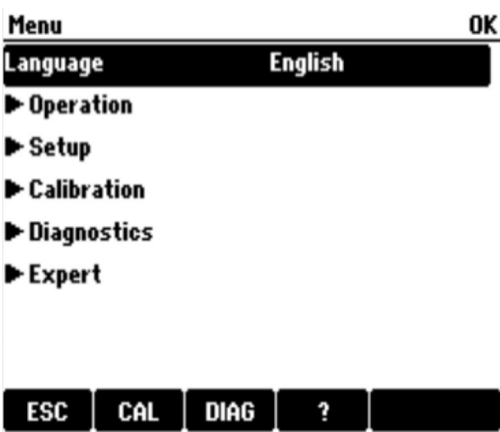 Menu OK
Language English
Operation
Setup
Calibration
Diagnostics
Expert
ESC CAL DIAG ?